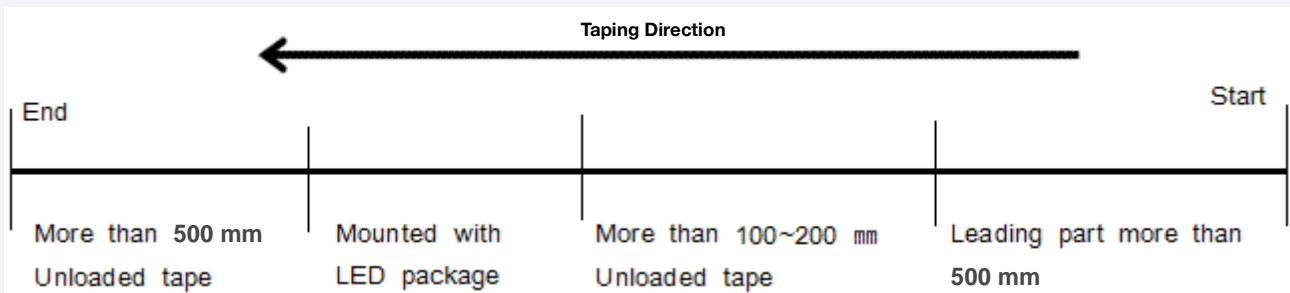 Taping Direction
End
Start
More than 500 mm
Unloaded tape
Mounted with
LED package
More than 100~200 ㎜
Unloaded tape
Leading part more than
500 mm